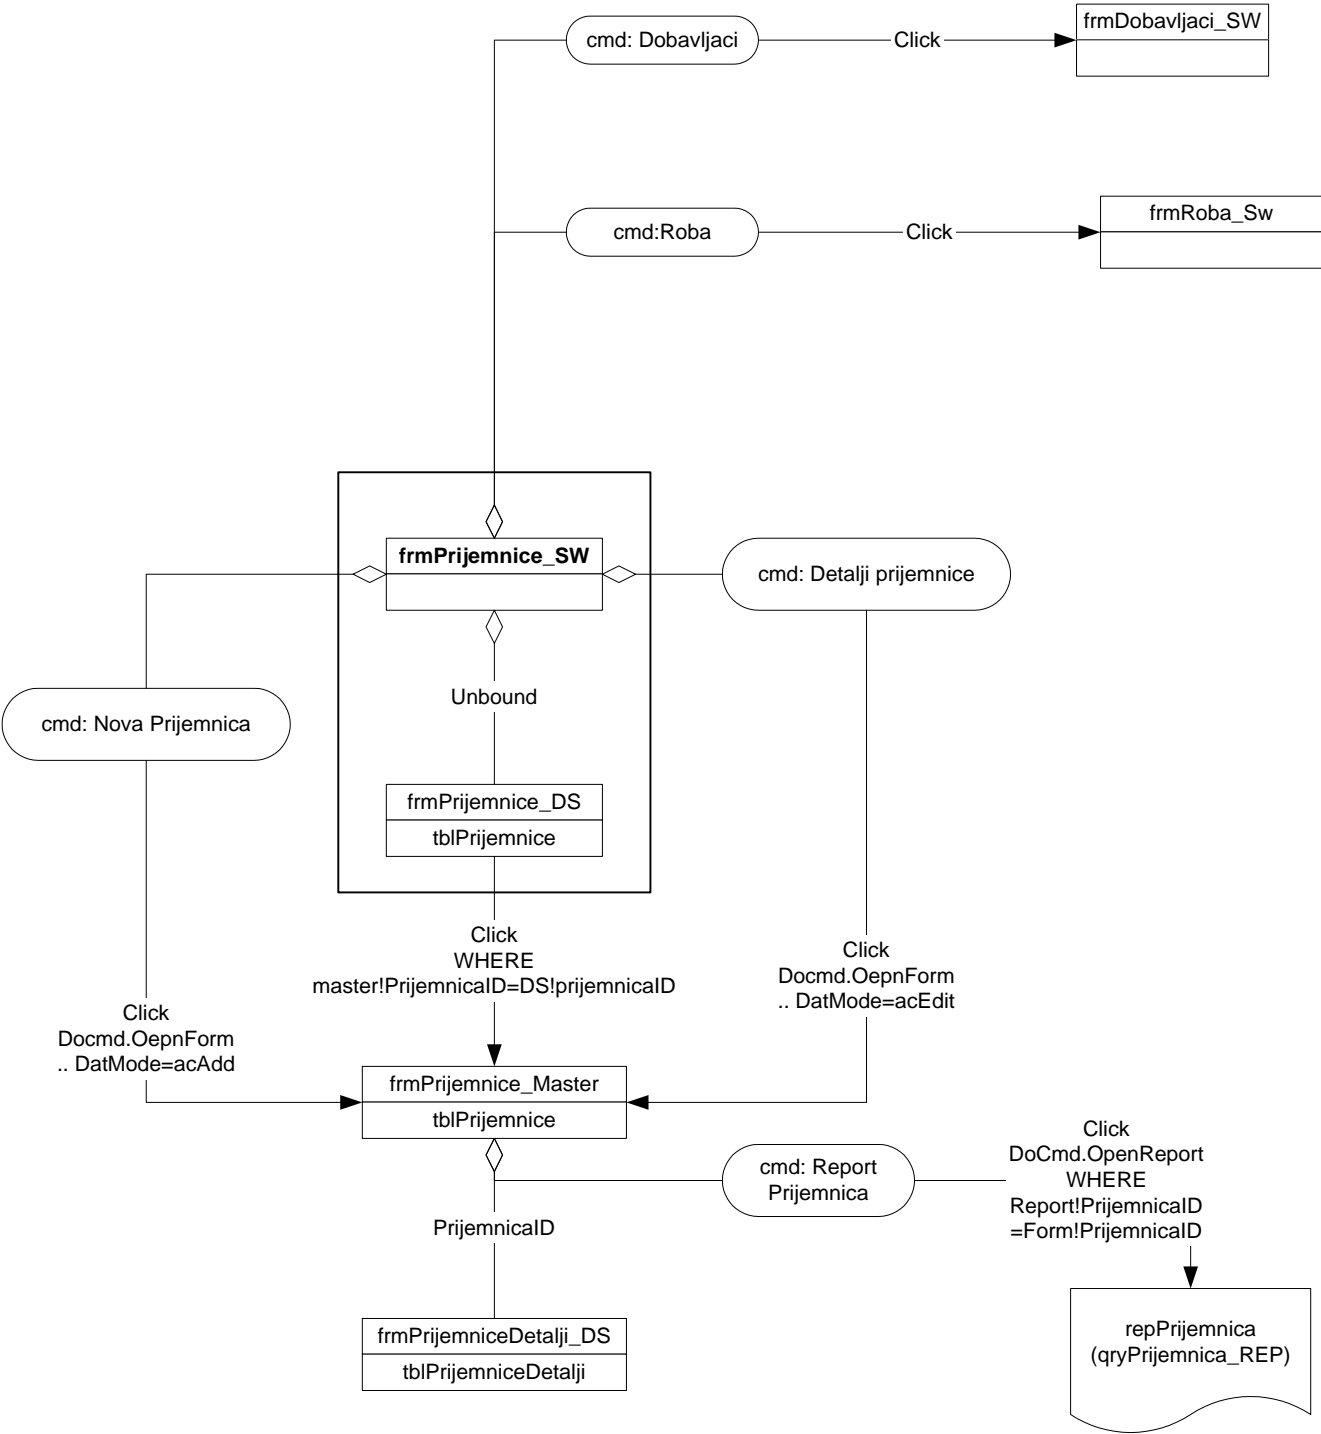 cmd: Dobavljaci
Click
frmDobavljaci_SW
cmd:Roba
Click
frmRoba_Sw
frmPrijemnice_SW
cmd: Detalji prijemnice
Unbound
cmd: Nova Prijemnica
frmPrijemnice_DS
tblPrijemnice
Click
WHERE
master!PrijemnicaID=DS!prijemnicaID
Click
Docmd.OepnForm
.. DatMode=acEdit
Click
Docmd.OepnForm
.. DatMode=acAdd
frmPrijemnice_Master
tblPrijemnice
cmd: Report
Prijemnica
Click
DoCmd.OpenReport
WHERE
Report!PrijemnicaID
=Form!PrijemnicaID
PrijemnicaID
frmPrijemniceDetalji_DS
tblPrijemniceDetalji
repPrijemnica
(qryPrijemnica_REP)